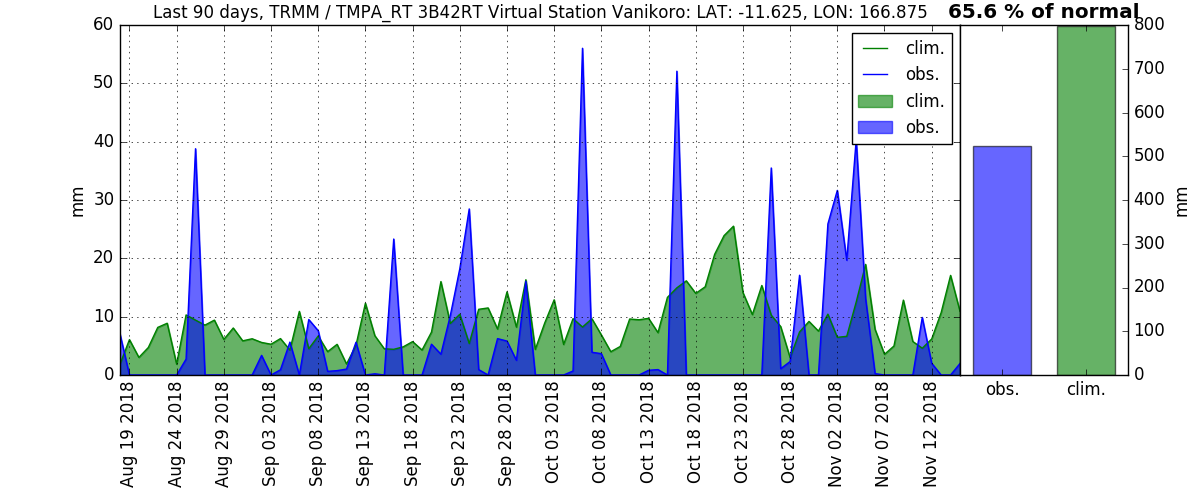 Last 90 days, TRMM / TMPA_RT 3B42RT Virtual Station Vanikoro: LAT: -11.625, LON: 166.875
65.6 % of normal
60
50
40
30
20
10
0
mm
clim.
obs.
clim.
obs.
800
700
600
500
400
300
200
100
0
mm
obs.
clim.
Aug 19 2018
Aug 24 2018
Aug 29 2018
Sep 03 2018
Sep 08 2018
Sep 13 2018
Sep 18 2018
Sep 23 2018
Sep 28 2018
Oct 03 2018
Oct 08 2018
Oct 13 2018
Oct 18 2018
Oct 23 2018
Oct 28 2018
Nov 02 2018
Nov 07 2018
Nov 12 2018